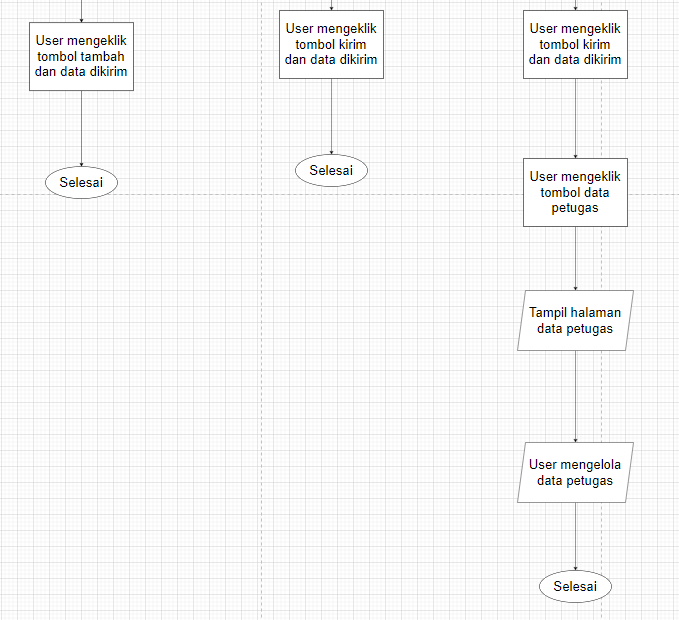 User mengeklik
tombol tambah
dan data dikirim
Selesai
User mengeklik
tombol kirim
dan data dikirim
Selesai
User mengeklik
tombol kirim
dan data dikirim
User mengeklik
tombol data
petugas
Tampil halaman
data petugas
User mengelola
data petugas
Selesai